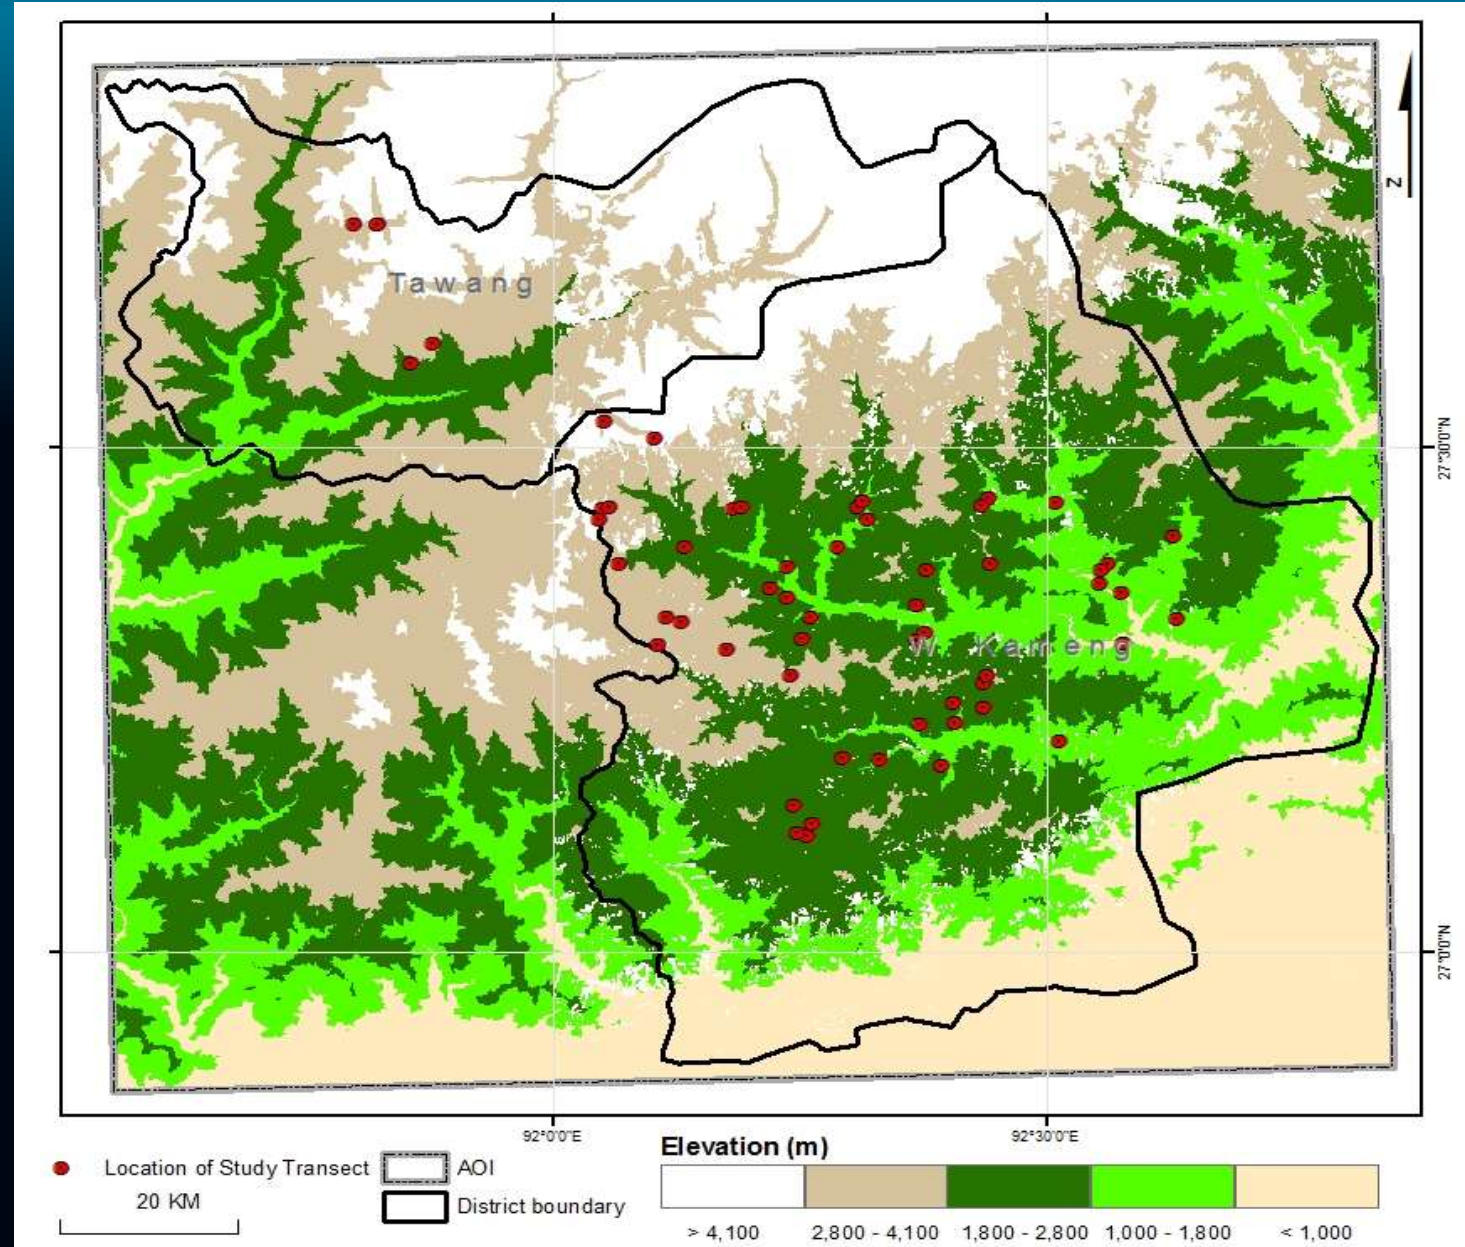 Tawang
Z
27°30'0"N
W. Kameng
27°0'0"N
92°0'0"E
92°30'0"E
Elevation (m)
Location of Study Transect
AOI
20 KM
District boundary
> 4,100
2,800 - 4,100
1,800 - 2,800
1,000 - 1,800
< 1,000